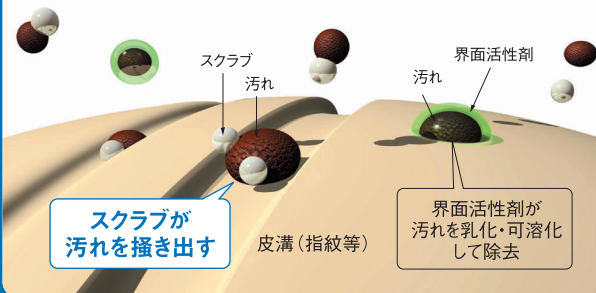 スクラブ
汚れ
界面活性剤
汚れ
スクラブが
汚れを掻き出す
皮溝（指紋等）
界面活性剤が
汚れを乳化・可溶化
して除去